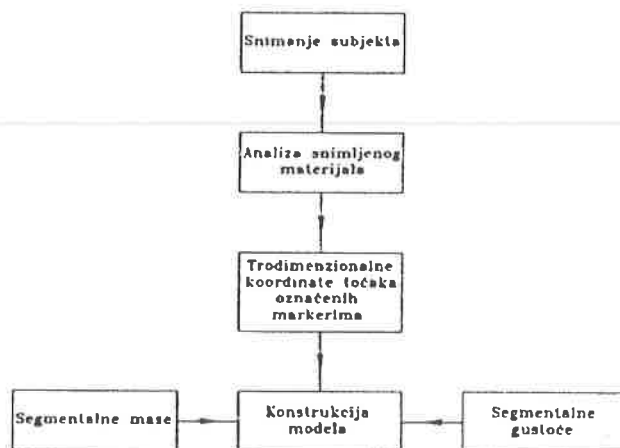 Snimanje subjekta
Analiza snimljenog
materijala
Trodimenzionalne
koordinate točaka
označenih
markerima
Segmentalne mase
Konstrukcija
modela
Segmentalne
gustoće